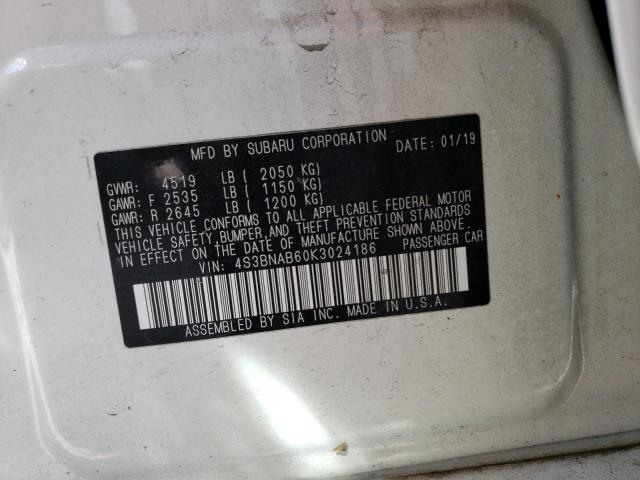 MFD BY SUBARU CORPORATION DATE: 01/19
GVWR: 4519 LB ( 2050 KG)
GAWR: F 2535 LB ( 1150 KG)
GAWR: R 2645 LB ( 1200 KG)
THIS VEHICLE CONFORMS TO ALL APPLICABLE FEDERAL MOTOR
VEHICLE SAFETY,BUMPER,AND THEFT PREVENTION STANDARDS
IN EFFECT ON THE DATE OF MANUFACTURE SHOWN ABOVE.
VIN: 4S3BNAB60K3024186 PASSENGER CAR
ASSEMBLED BY SIA INC. MADE IN U.S.A.